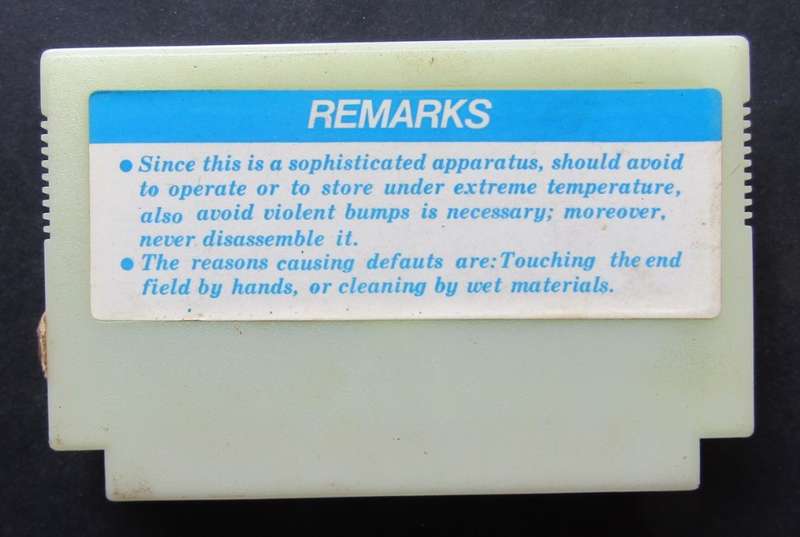 REMARKS
● Since this is a sophisticated apparatus, should avoid
to operate or to store under extreme temperature,
also avoid violent bumps is necessary; moreover,
never disassemble it.
● The reasons causing defauts are: Touching the end
field by hands, or cleaning by wet materials.